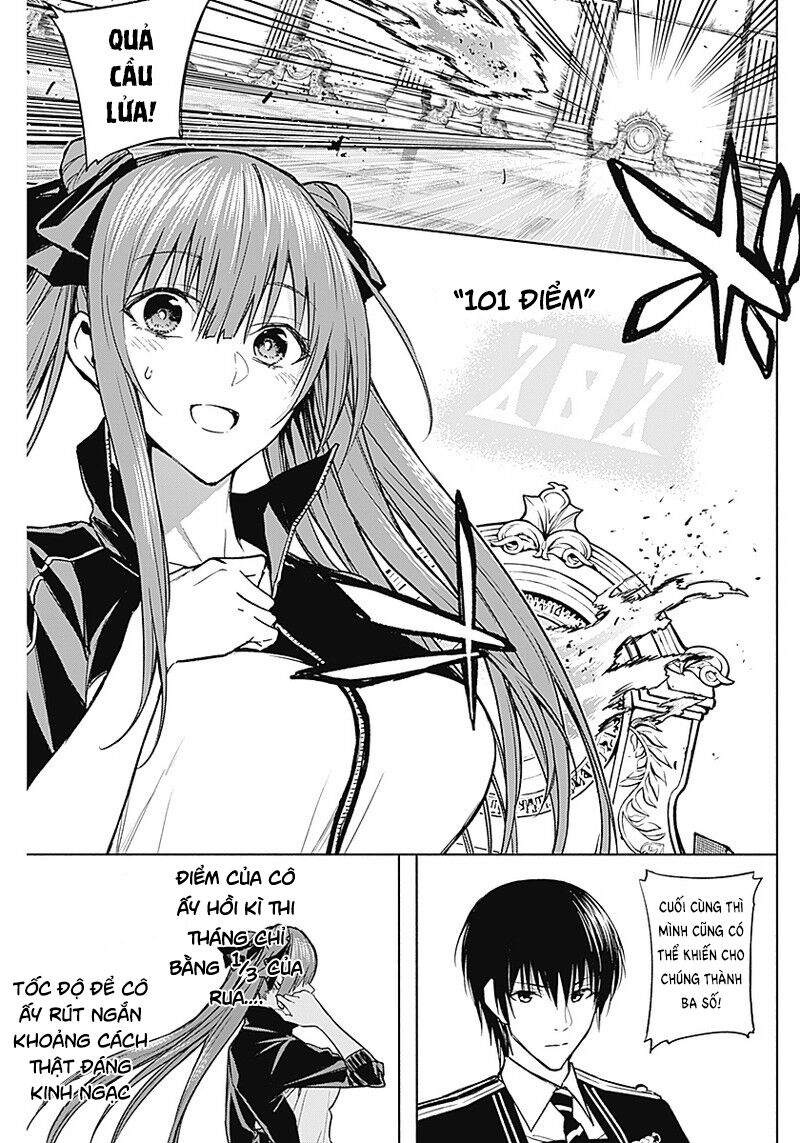 QUẢ
CẦU
LỬA!
"101 ĐIỂM"
CUỐI CÙNG THÌ
MÌNH CŨNG CÓ
THỂ KHIẾN CHO
CHÚNG THÀNH
BA SỐ!
ĐIỂM CỦA CÔ
ẤY HỒI KÌ THI
THÁNG CHỈ
BẰNG 1/3 CỦA
RUA....
TỐC ĐỘ ĐỂ CÔ
ẤY RÚT NGẮN
KHOẢNG CÁCH
THẬT ĐÁNG
KINH NGẠC